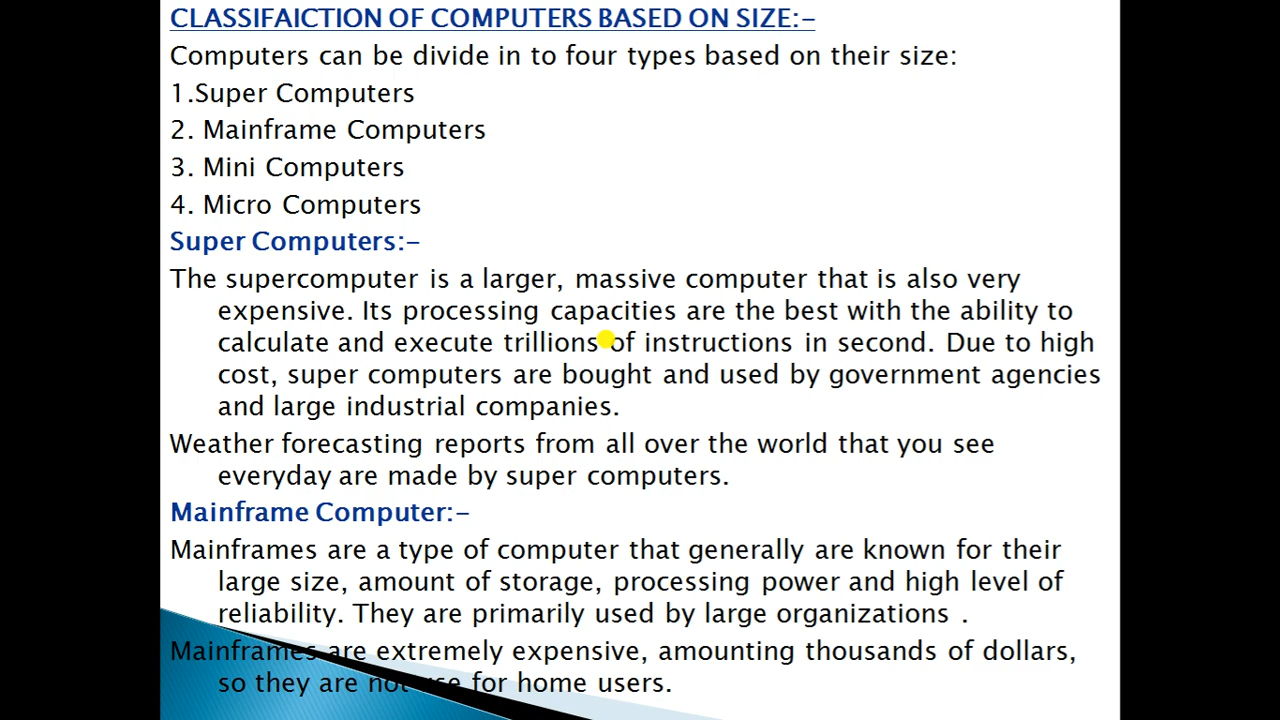 CLASSIFAICTION OF COMPUTERS BASED ON SIZE:-
Computers can be divide in to four types based on their size:
1.Super Computers
2. Mainframe Computers
3. Mini Computers
4. Micro Computers
Super Computers:-
The supercomputer is a larger, massive computer that is also very
expensive. Its processing capacities are the best with the ability to
calculate and execute trillions of instructions in second. Due to high
cost, super computers are bought and used by government agencies
and large industrial companies.
Weather forecasting reports from all over the world that you see
everyday are made by super computers.
Mainframe Computer:-
Mainframes are a type of computer that generally are known for their
large size, amount of storage, processing power and high level of
reliability. They are primarily used by large organizations .
Mainframes are extremely expensive, amounting thousands of dollars,
so they are not use for home users.